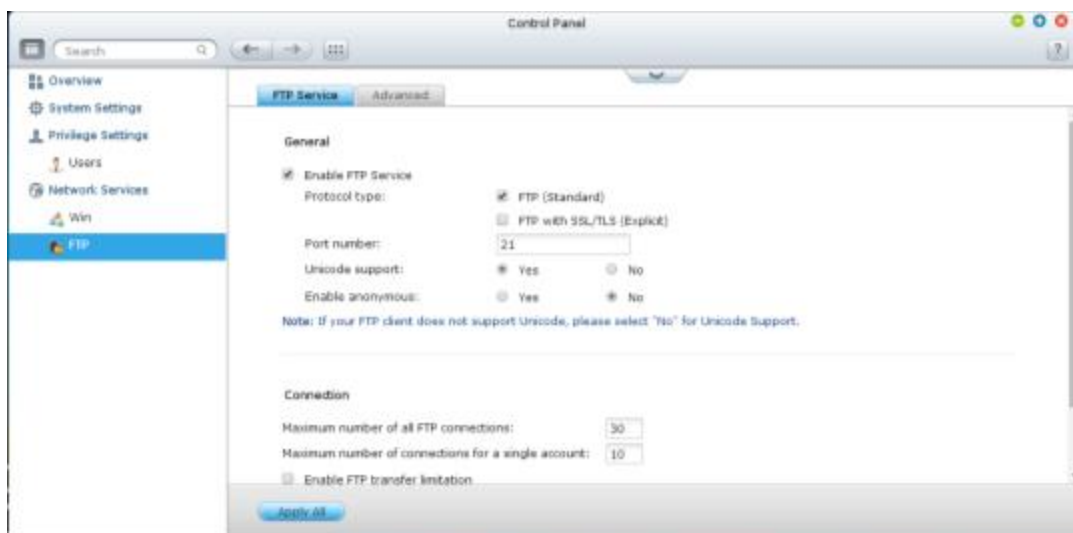 Control Panel
Search
?
Overview
System Settings
Privilege Settings
Users
Network Services
Win
FTP
FTP Service
Advanced
General
Enable FTP Service
Protocol type:
FTP (Standard)
FTP with SSL/TLS (Explicit)
Port number:
21
Unicode support:
Yes
No
Enable anonymous:
Yes
No
Note: If your FTP client does not support Unicode, please select "No" for Unicode Support.
Connection
Maximum number of all FTP connections:
30
Maximum number of connections for a single account:
10
Enable FTP transfer limitation
Apply All